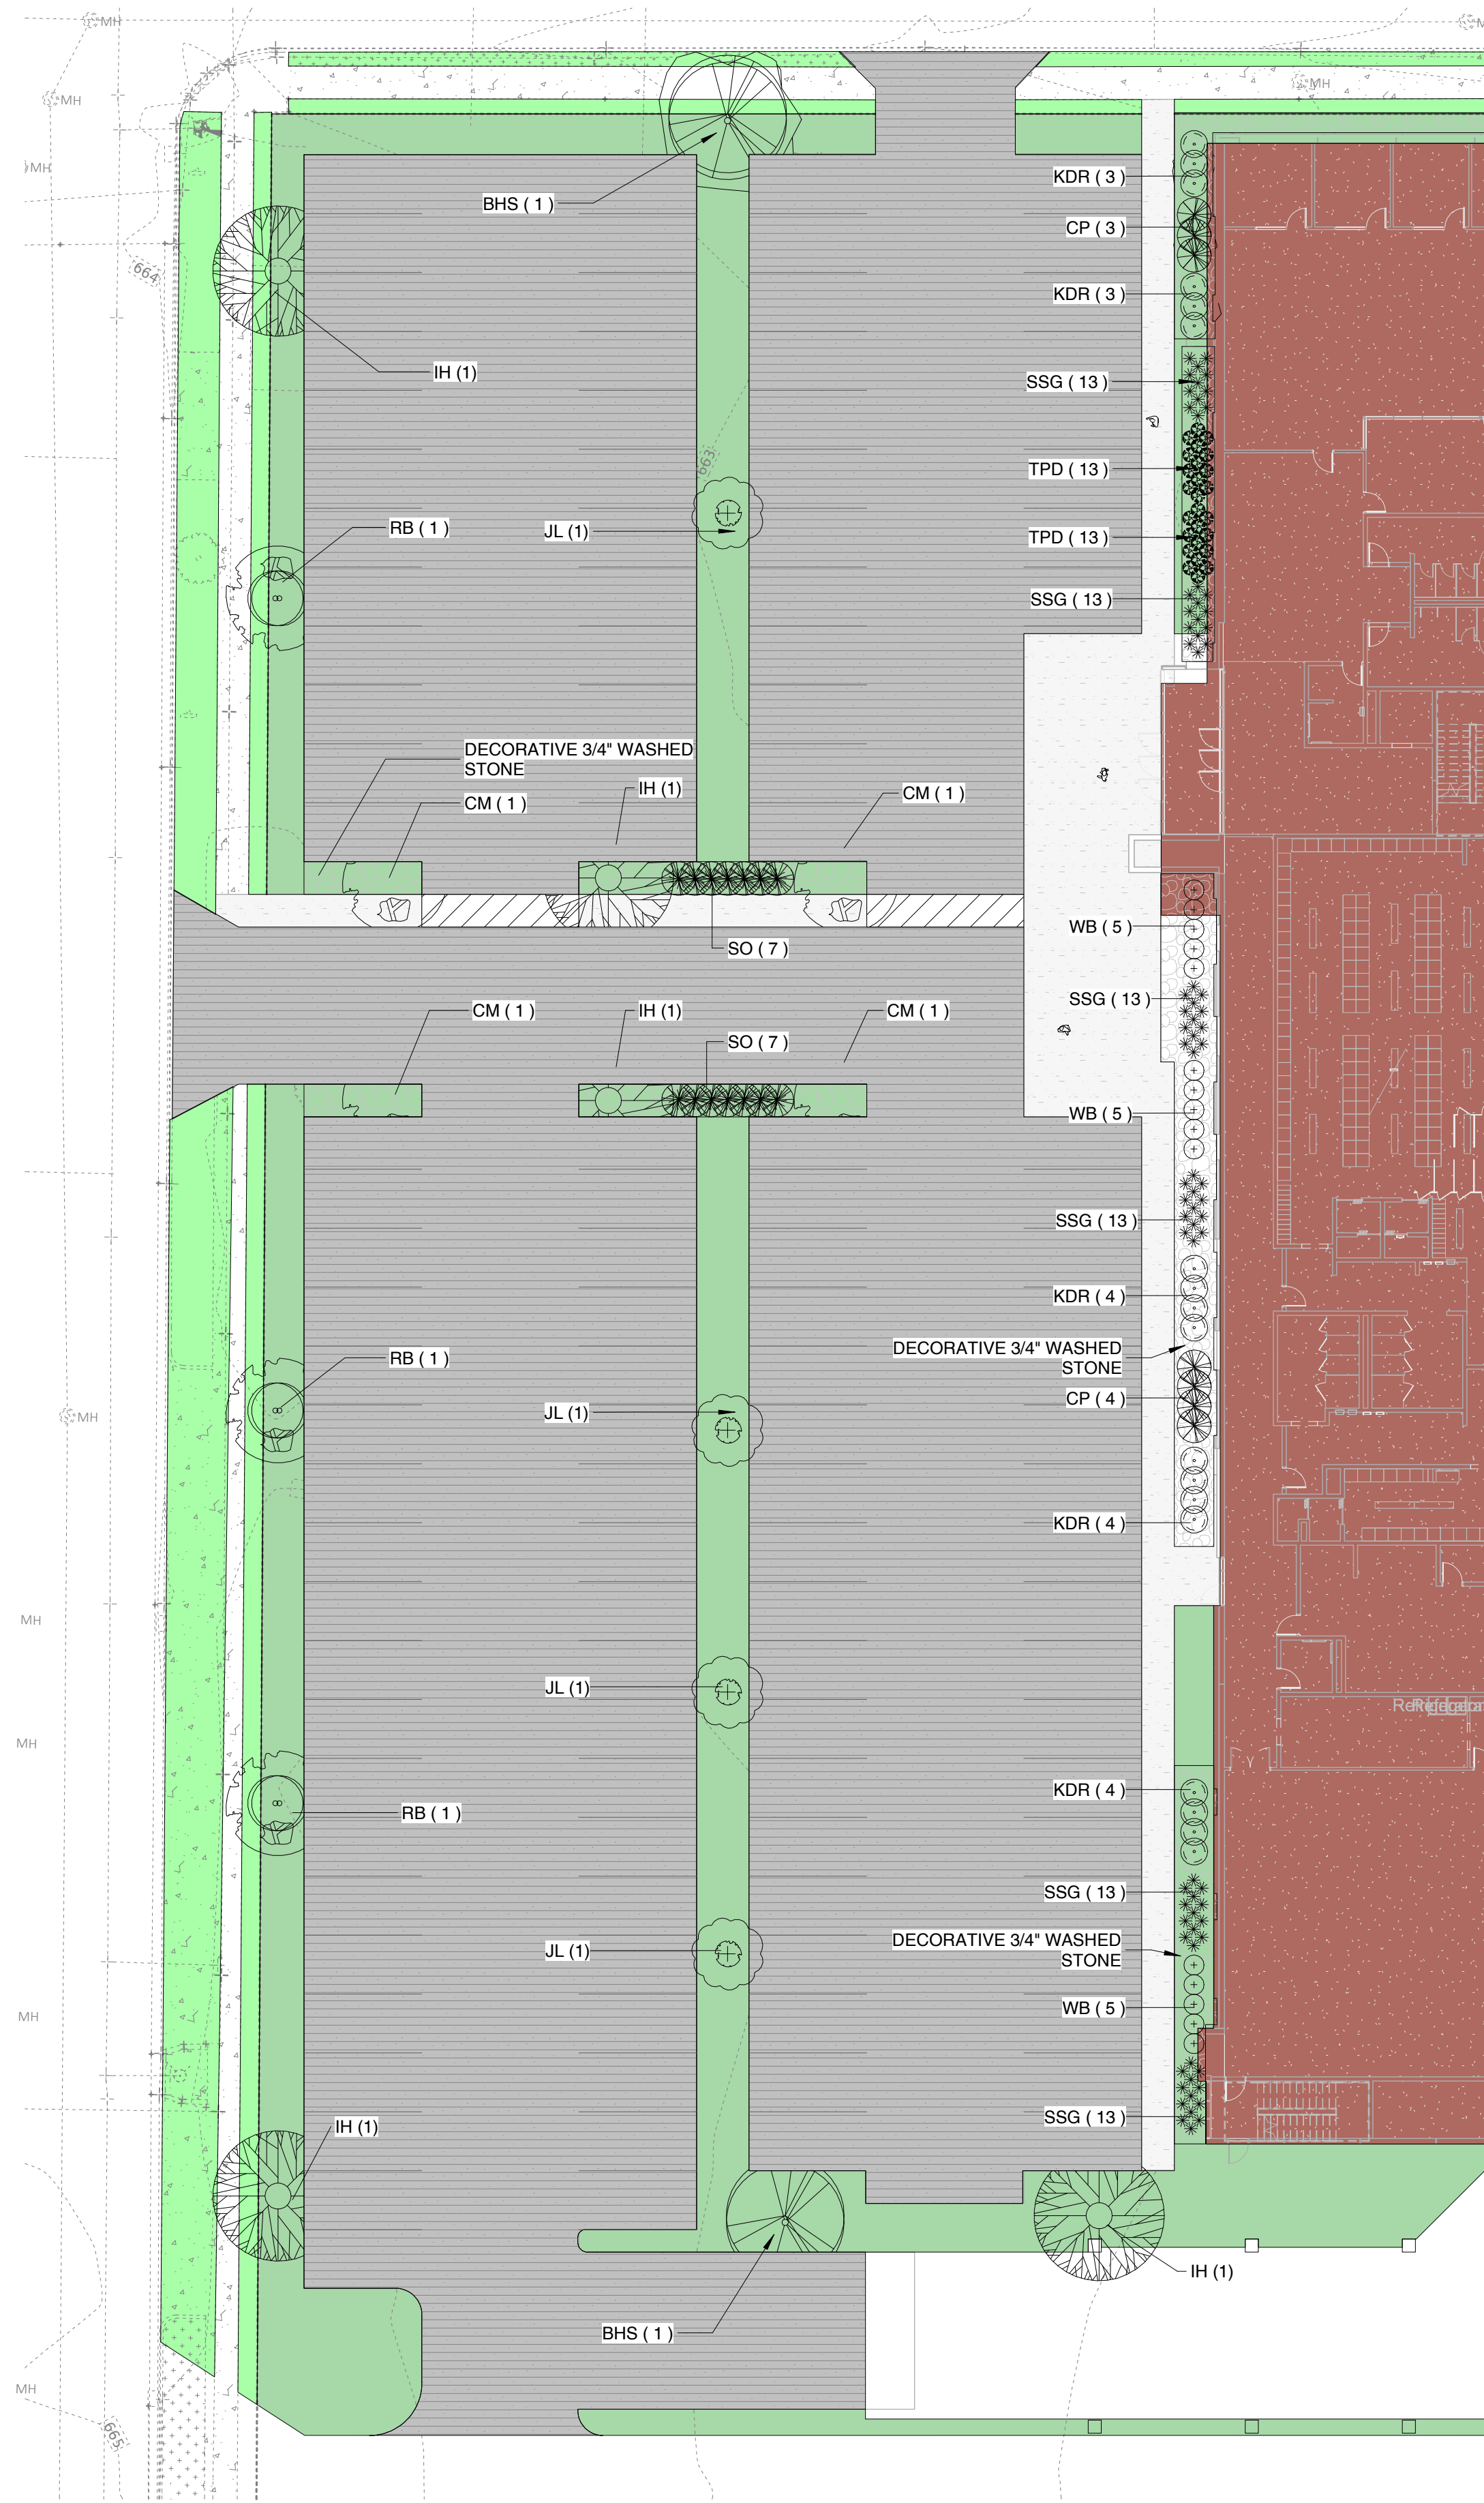 MH
MH
MH
MH
KDR ( 3 )
BHS ( 1 )
CP ( 3 )
664
KDR ( 3 )
IH (1)
SSG ( 13 )
663
TPD ( 13 )
RB ( 1 )
JL (1)
TPD ( 13 )
SSG ( 13 )
DECORATIVE 3/4" WASHED
STONE
IH (1)
CM ( 1 )
CM ( 1 )
WB ( 5 )
SO ( 7 )
SSG ( 13 )
CM ( 1 )
IH (1)
CM ( 1 )
SO ( 7 )
WB ( 5 )
SSG ( 13 )
KDR ( 4 )
DECORATIVE 3/4" WASHED
STONE
RB ( 1 )
CP ( 4 )
JL (1)
MH
KDR ( 4 )
MH
JL (1)
MH
KDR ( 4 )
RB ( 1 )
SSG ( 13 )
DECORATIVE 3/4" WASHED
STONE
JL (1)
WB ( 5 )
MH
SSG ( 13 )
IH (1)
IH (1)
BHS ( 1 )
MH
665